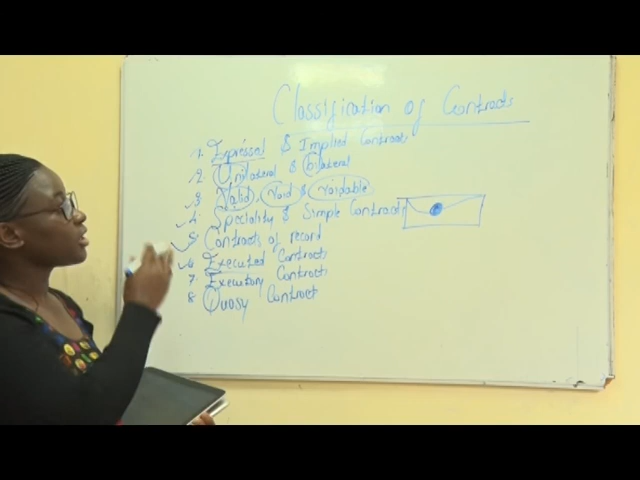 Classification of Contracts
1. Expressed & Implied Contracts
2 Unilateral & bilateral
3 Valid, Void & Voidable
4 Speciality & Simple Contracts
5 Contracts of record
6 Executed Contracts
7 Executory Contracts
8 Quasy Contract